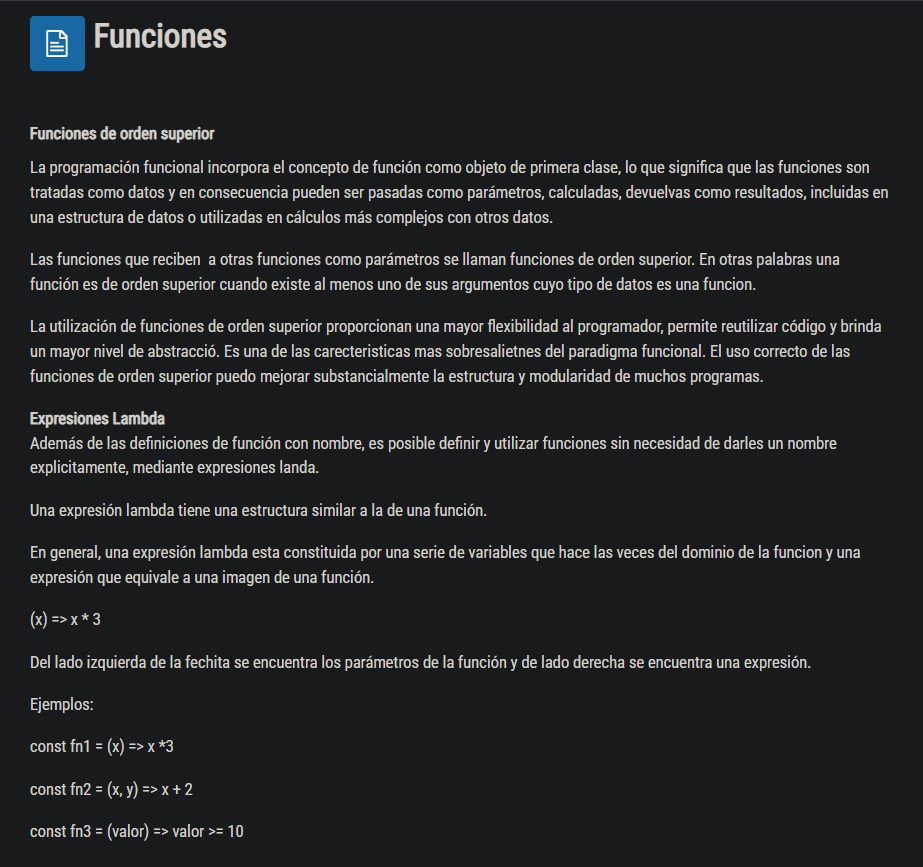 Funciones
Funciones de orden superior
La programación funcional incorpora el concepto de función como objeto de primera clase, lo que significa que las funciones son
tratadas como datos y en consecuencia pueden ser pasadas como parámetros, calculadas, devuelvas como resultados, incluidas en
una estructura de datos o utilizadas en cálculos más complejos con otros datos.
Las funciones que reciben  a otras funciones como parámetros se llaman funciones de orden superior. En otras palabras una
función es de orden superior cuando existe al menos uno de sus argumentos cuyo tipo de datos es una funcion.
La utilización de funciones de orden superior proporcionan una mayor flexibilidad al programador, permite reutilizar código y brinda
un mayor nivel de abstracció. Es una de las carecteristicas mas sobresalietnes del paradigma funcional. El uso correcto de las
funciones de orden superior puedo mejorar substancialmente la estructura y modularidad de muchos programas.
Expresiones Lambda
Además de las definiciones de función con nombre, es posible definir y utilizar funciones sin necesidad de darles un nombre
explicitamente, mediante expresiones landa.
Una expresión lambda tiene una estructura similar a la de una función.
En general, una expresión lambda esta constituida por una serie de variables que hace las veces del dominio de la funcion y una
expresión que equivale a una imagen de una función.
(x) => x * 3
Del lado izquierda de la fechita se encuentra los parámetros de la función y de lado derecha se encuentra una expresión.
Ejemplos:
const fn1 = (x) => x *3
const fn2 = (x, y) => x + 2
const fn3 = (valor) => valor >= 10